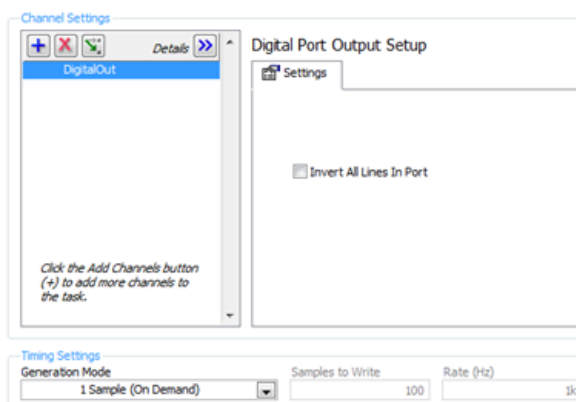 Channel Settings
Details
DigitalOut
Click the Add Channels button
(+) to add more channels to
the task.
Digital Port Output Setup
Settings
Invert All Lines In Port
Timing Settings
Generation Mode
1 Sample (On Demand)
Samples to Write
100
Rate (Hz)
1k